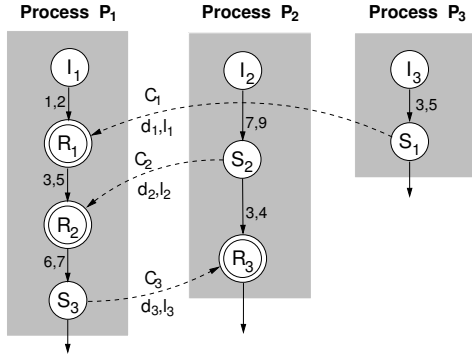 Process P₁ Process P₂ Process P₃
I₁ I₂ I₃
1,2 C₁ 3,5
7,9
R₁ d₁,l₁ S₁
3,5 C₂ S₂
d₂,l₂
R₂ 3,4
6,7 R₃
C₃
S₃ d₃,l₃